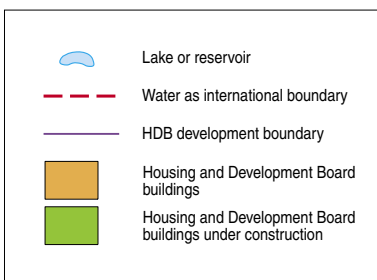 Lake or reservoir
Water as international boundary
HDB development boundary
Housing and Development Board
buildings
Housing and Development Board
buildings under construction